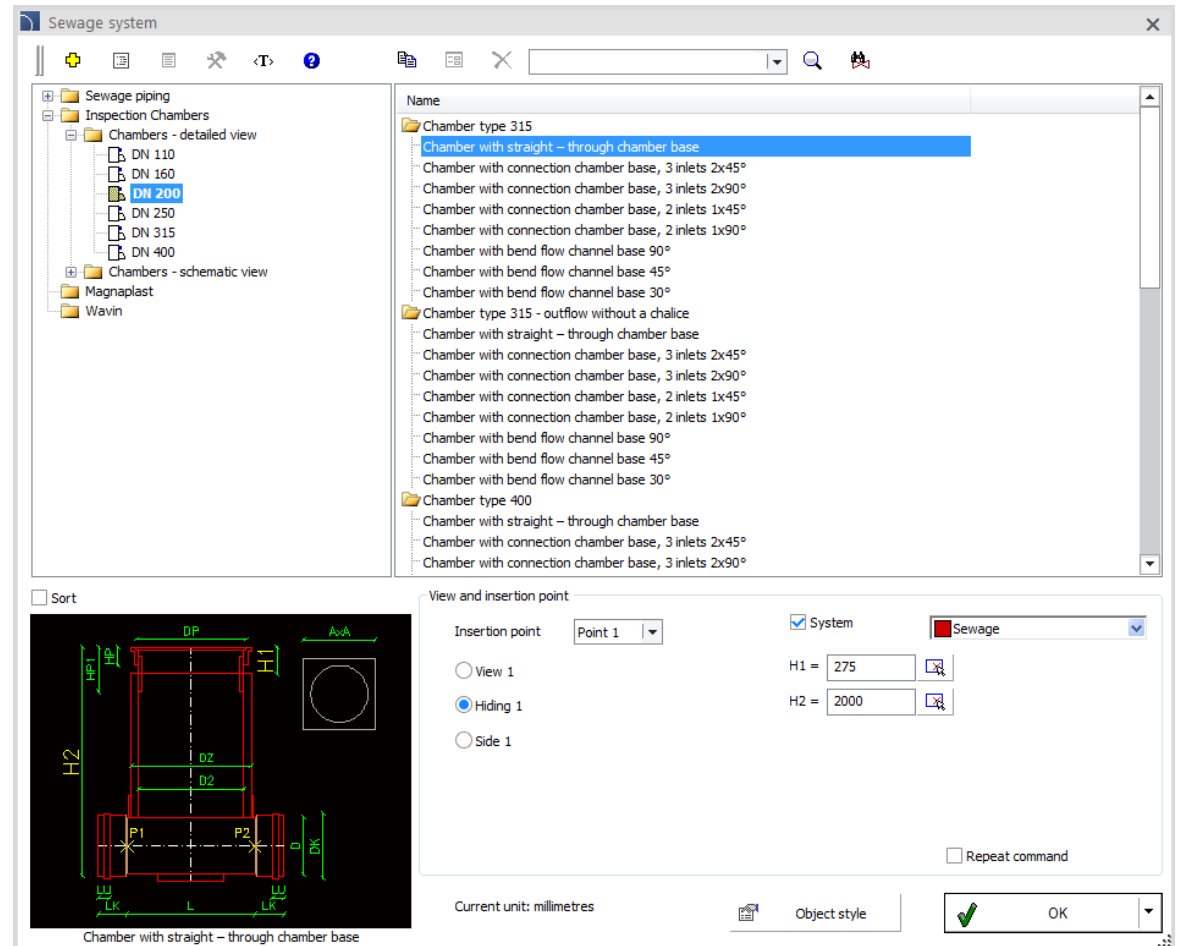 Sewage system
<T>
Sewage piping
Inspection Chambers
Chambers - detailed view
DN 110
DN 160
DN 200
DN 250
DN 315
DN 400
Chambers - schematic view
Magnaplast
Wavin
Name
Chamber type 315
Chamber with straight – through chamber base
Chamber with connection chamber base, 3 inlets 2x45°
Chamber with connection chamber base, 3 inlets 2x90°
Chamber with connection chamber base, 2 inlets 1x45°
Chamber with connection chamber base, 2 inlets 1x90°
Chamber with bend flow channel base 90°
Chamber with bend flow channel base 45°
Chamber with bend flow channel base 30°
Chamber type 315 - outflow without a chalice
Chamber with straight – through chamber base
Chamber with connection chamber base, 3 inlets 2x45°
Chamber with connection chamber base, 3 inlets 2x90°
Chamber with connection chamber base, 2 inlets 1x45°
Chamber with connection chamber base, 2 inlets 1x90°
Chamber with bend flow channel base 90°
Chamber with bend flow channel base 45°
Chamber with bend flow channel base 30°
Chamber type 400
Chamber with straight – through chamber base
Chamber with connection chamber base, 3 inlets 2x45°
Chamber with connection chamber base, 3 inlets 2x90°
Sort
DP
AxA
HP1
HP
H1
H2
DZ
D2
P1
P2
D
DK
E
E
LK
L
LK
Chamber with straight – through chamber base
View and insertion point
Insertion point
Point 1
View 1
Hiding 1
Side 1
System
Sewage
H1 = 275
H2 = 2000
Repeat command
Current unit: millimetres
Object style
OK